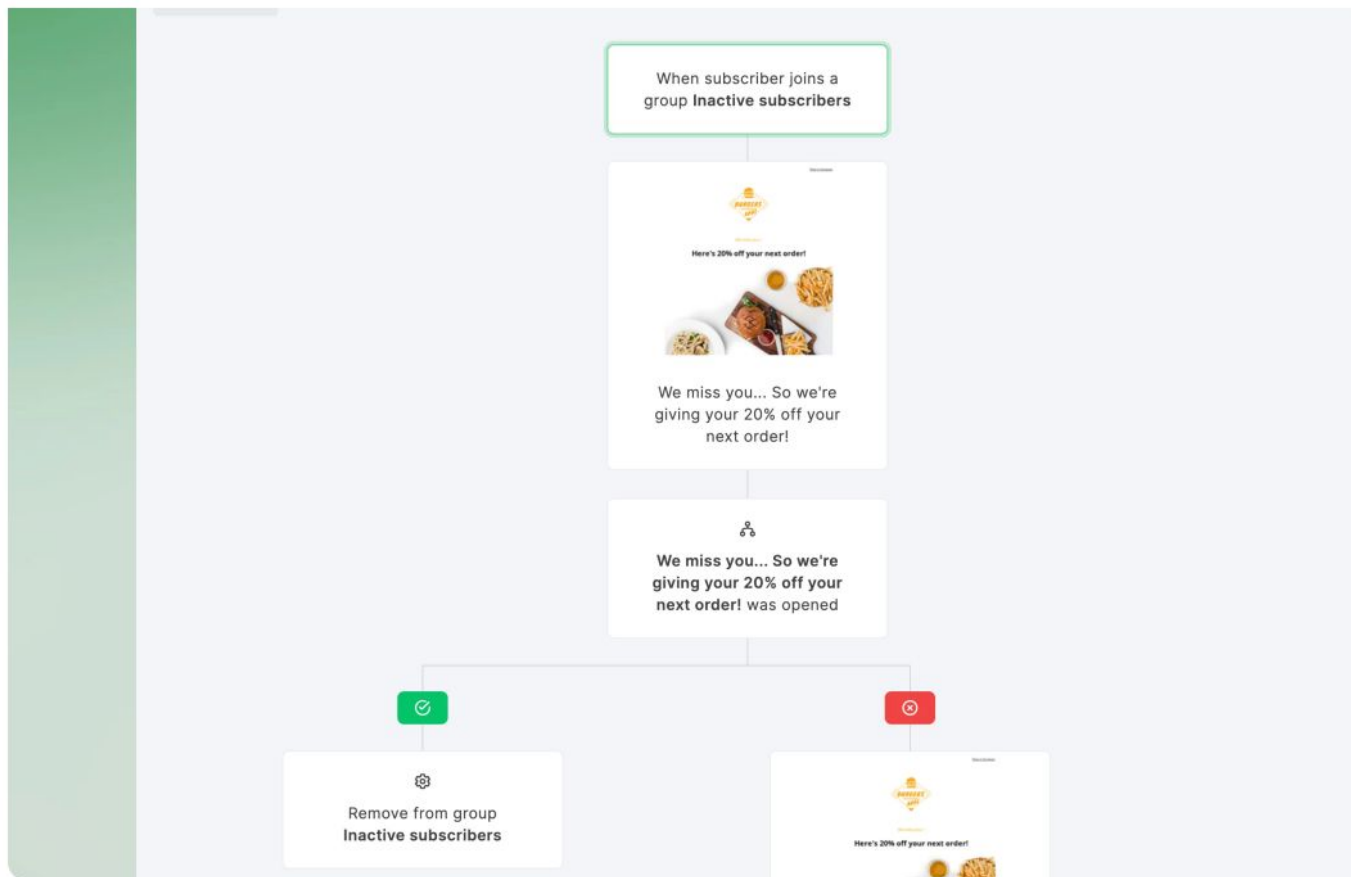 When subscriber joins a
group Inactive subscribers
Here's 20% off your next order!
We miss you... So we're
giving your 20% off your
next order!
We miss you... So we're
giving your 20% off your
next order! was opened
Remove from group
Inactive subscribers
Here's 20% off your next order!